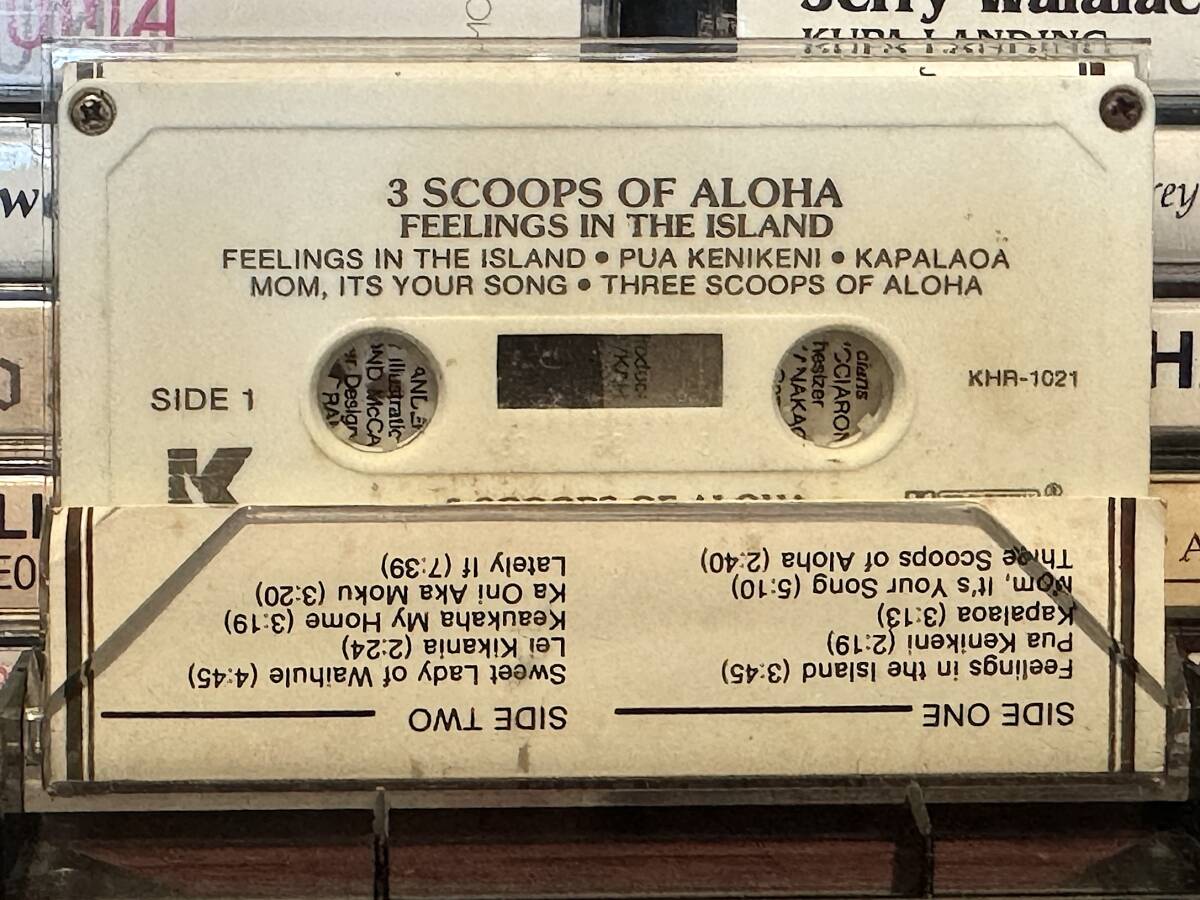 KUPA LANDING
3 SCOOPS OF ALOHA
FEELINGS IN THE ISLAND
FEELINGS IN THE ISLAND • PUA KENIKENI • KAPALAOA
MOM, ITS YOUR SONG • THREE SCOOPS OF ALOHA
SIDE 1
KHR-1021
K
SIDE ONE
Feelings in the Island (3:45)
Pua Kenikeni (2:19)
Kapalaoa (3:13)
Mom, It's Your Song (5:10)
Three Scoops of Aloha (2:40)
SIDE TWO
Sweet Lady of Waihule (4:45)
Lei Kikania (2:24)
Keaukaha My Home (3:19)
Ka Oni Aka Moku (3:20)
Lately If (7:39)